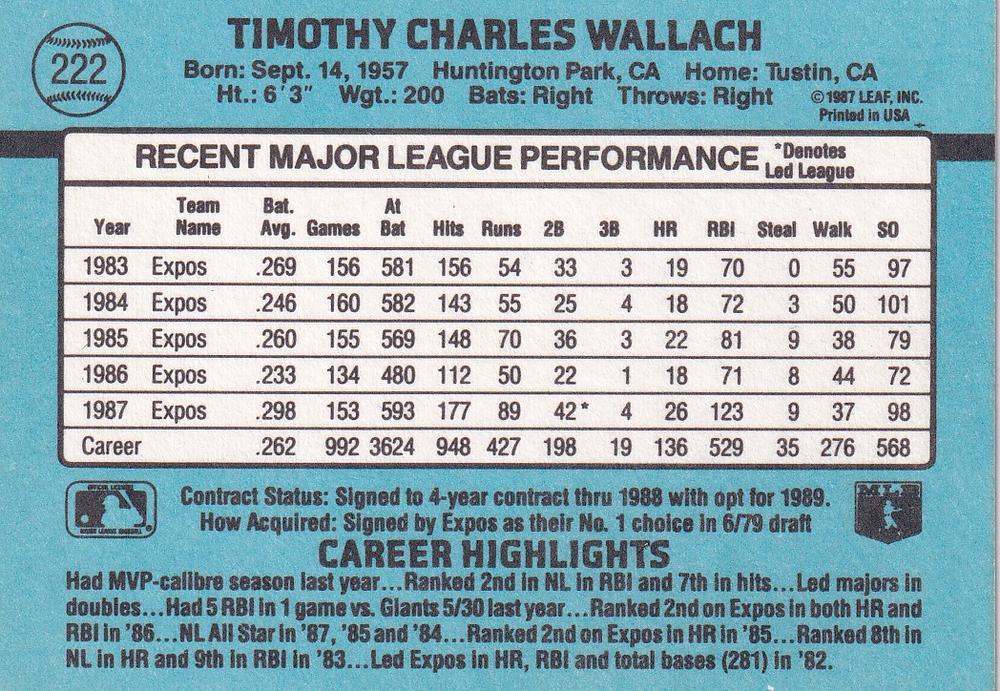 222
TIMOTHY CHARLES WALLACH
Born: Sept. 14, 1957 Huntington Park, CA Home: Tustin, CA
Ht.: 6'3" Wgt.: 200 Bats: Right Throws: Right
©1987 LEAF, INC.
Printed in USA
RECENT MAJOR LEAGUE PERFORMANCE *Denotes Led League
Year Team Name Bat. Avg. Games At Bat Hits Runs 2B 3B HR RBI Steal Walk SO
1983 Expos .269 156 581 156 54 33 3 19 70 0 55 97
1984 Expos .246 160 582 143 55 25 4 18 72 3 50 101
1985 Expos .260 155 569 148 70 36 3 22 81 9 38 79
1986 Expos .233 134 480 112 50 22 1 18 71 8 44 72
1987 Expos .298 153 593 177 89 42* 4 26 123 9 37 98
Career .262 992 3624 948 427 198 19 136 529 35 276 568
Contract Status: Signed to 4-year contract thru 1988 with opt for 1989.
How Acquired: Signed by Expos as their No. 1 choice in 6/79 draft
MLB
CAREER HIGHLIGHTS
Had MVP-calibre season last year...Ranked 2nd in NL in RBI and 7th in hits...Led majors in
doubles...Had 5 RBI in 1 game vs. Giants 5/30 last year...Ranked 2nd on Expos in both HR and
RBI in '86...NL All Star in '87, '85 and '84...Ranked 2nd on Expos in HR in '85...Ranked 8th in
NL in HR and 9th in RBI in '83...Led Expos in HR, RBI and total bases (281) in '82.